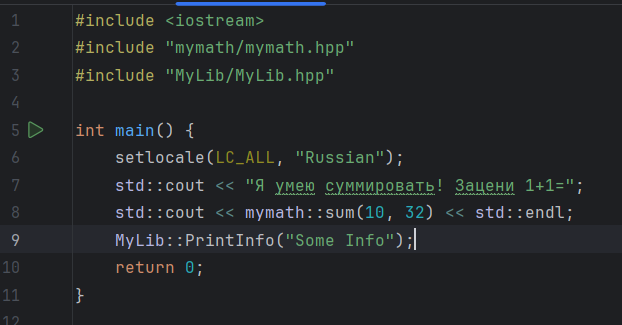 1 #include <iostream>
2 #include "mymath/mymath.hpp"
3 #include "MyLib/MyLib.hpp"
4
5 int main() {
6 setlocale(LC_ALL, "Russian");
7 std::cout << "Я умею суммировать! Зацени 1+1=";
8 std::cout << mymath::sum(10, 32) << std::endl;
9 MyLib::PrintInfo("Some Info");
10 return 0;
11 }
12